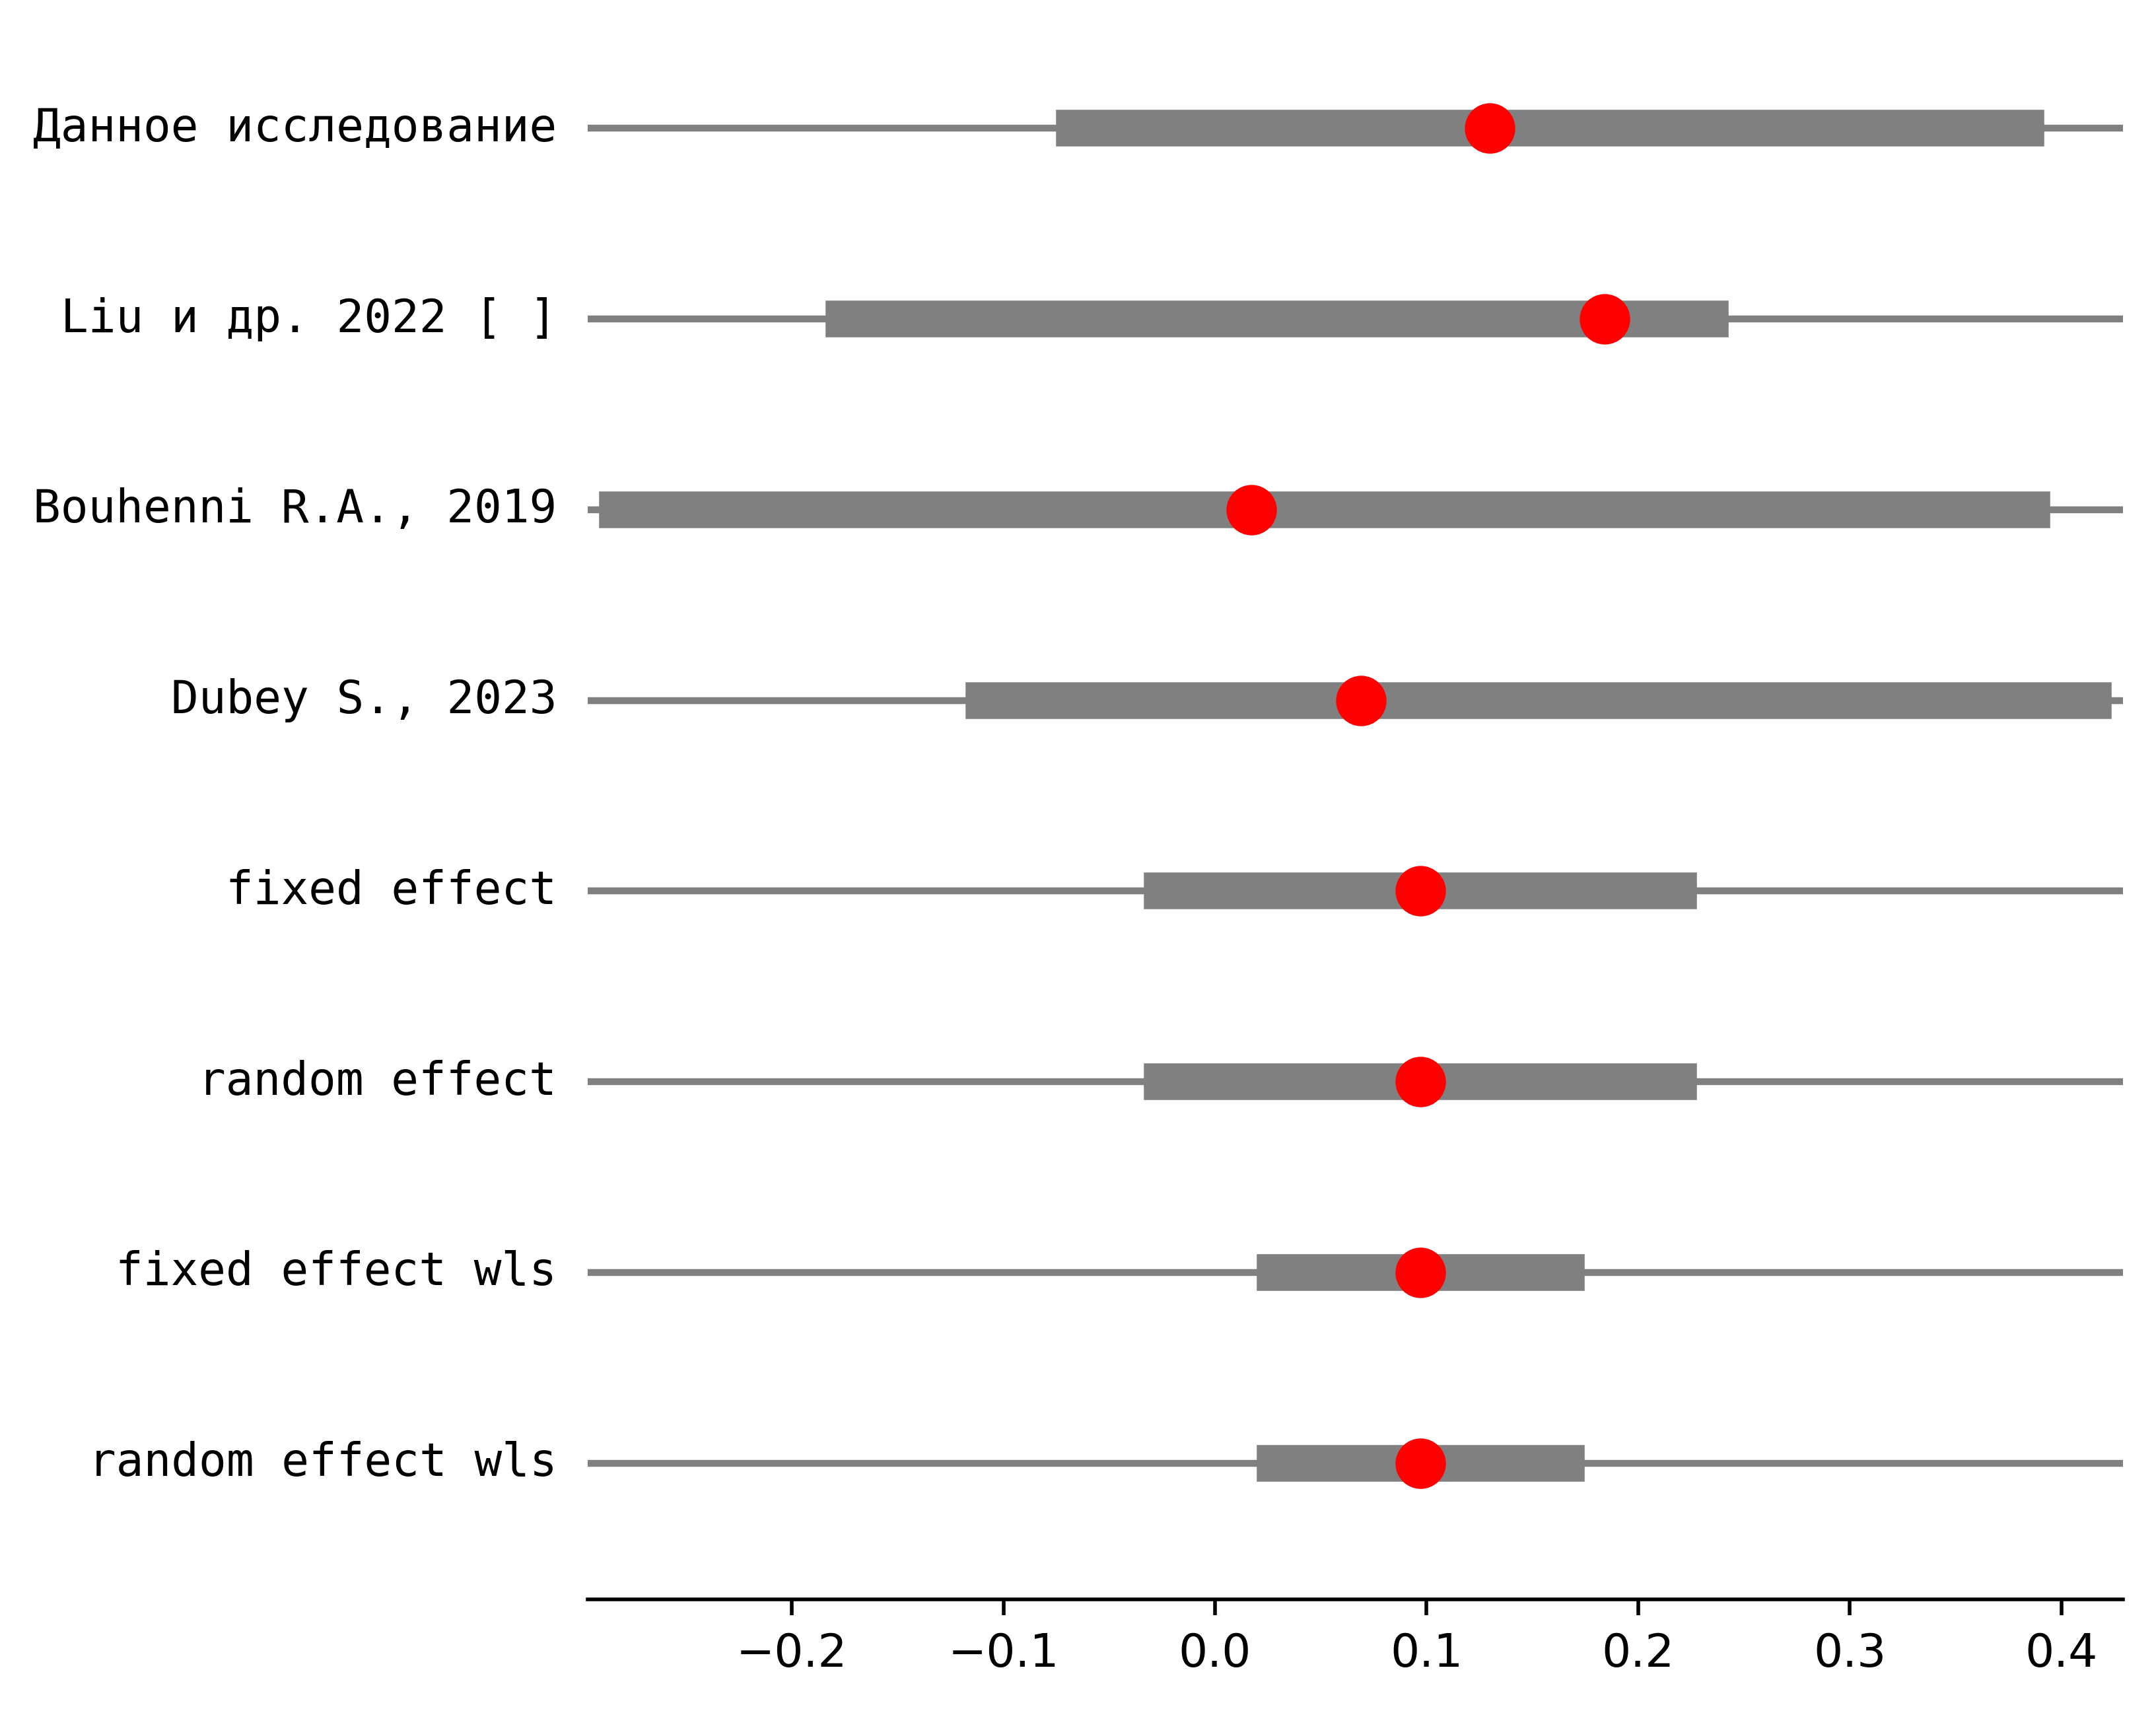 Данное исследование
Liu и др. 2022 [ ]
Bouhenni R.A., 2019
Dubey S., 2023
fixed effect
random effect
fixed effect wls
random effect wls
−0.2 −0.1 0.0 0.1 0.2 0.3 0.4